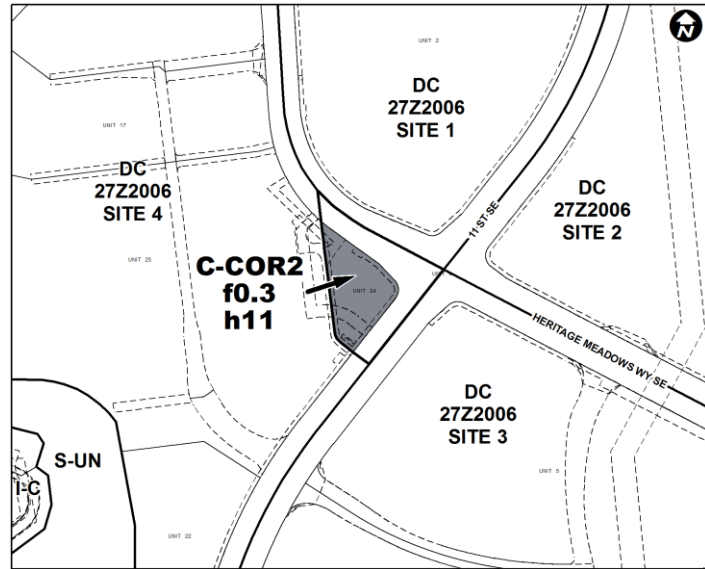 N
UNIT 2
DC
27Z2006
SITE 1
UNIT 17
DC
27Z2006
SITE 4
11 ST SE
DC
27Z2006
SITE 2
UNIT 25
C-COR2
f0.3
h11
UNIT 24
HERITAGE MEADOWS WY SE
DC
27Z2006
SITE 3
S-UN
I-C
UNIT 5
UNIT 22